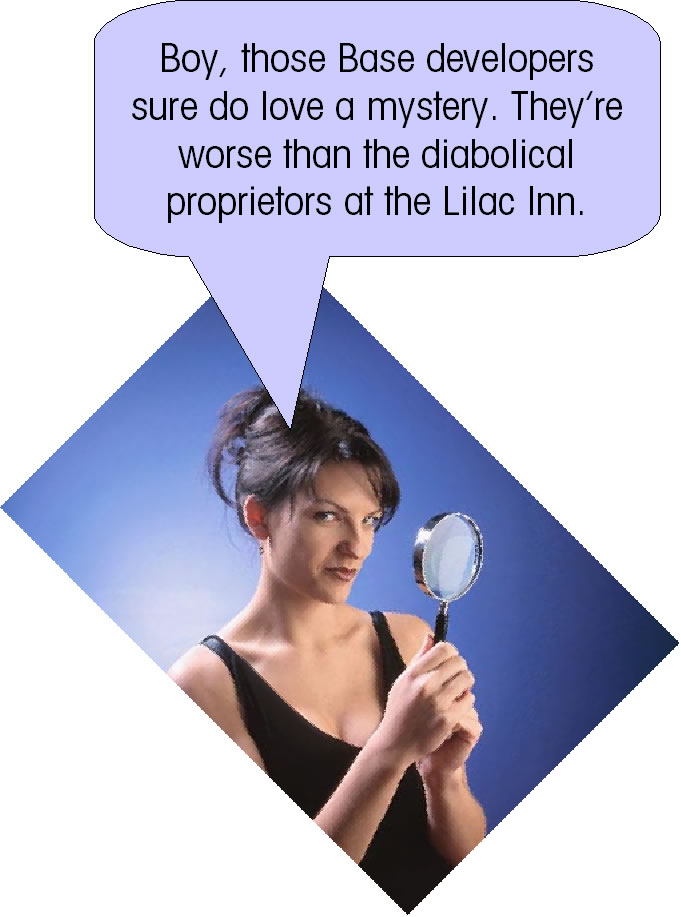 Boy, those Base developers
sure do love a mystery. They’re
worse than the diabolical
proprietors at the Lilac Inn.